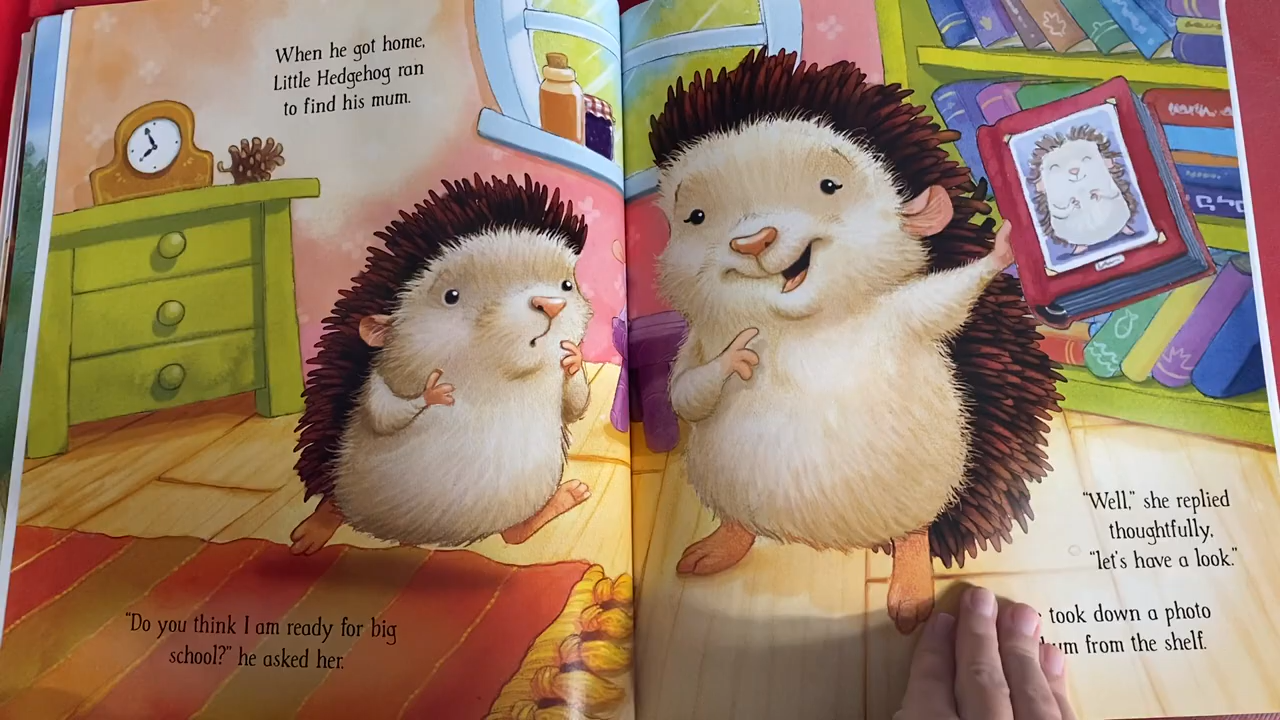 When he got home,
Little Hedgehog ran
to find his mum.
"Do you think I am ready for big
school?" he asked her.
"Well," she replied
thoughtfully,
"let's have a look."
took down a photo
from the shelf.